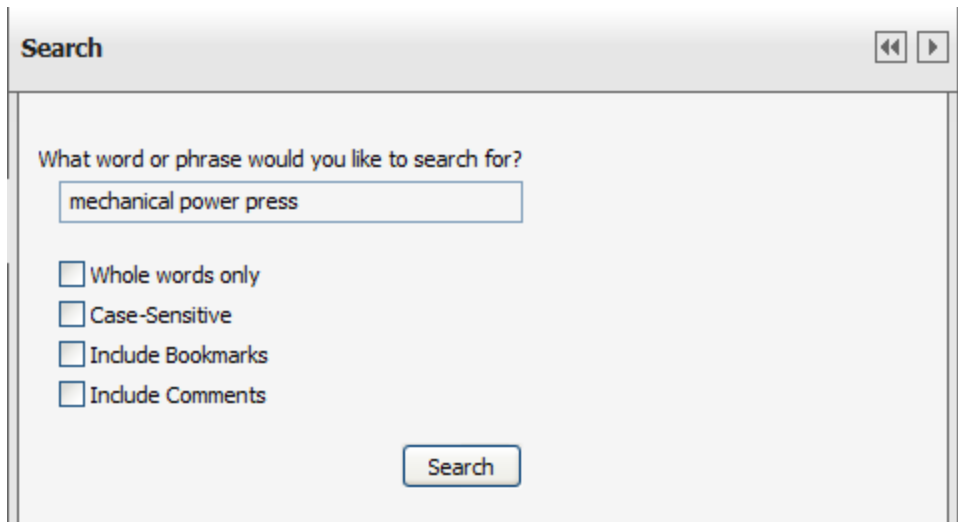 Search
What word or phrase would you like to search for?
mechanical power press
Whole words only
Case-Sensitive
Include Bookmarks
Include Comments
Search